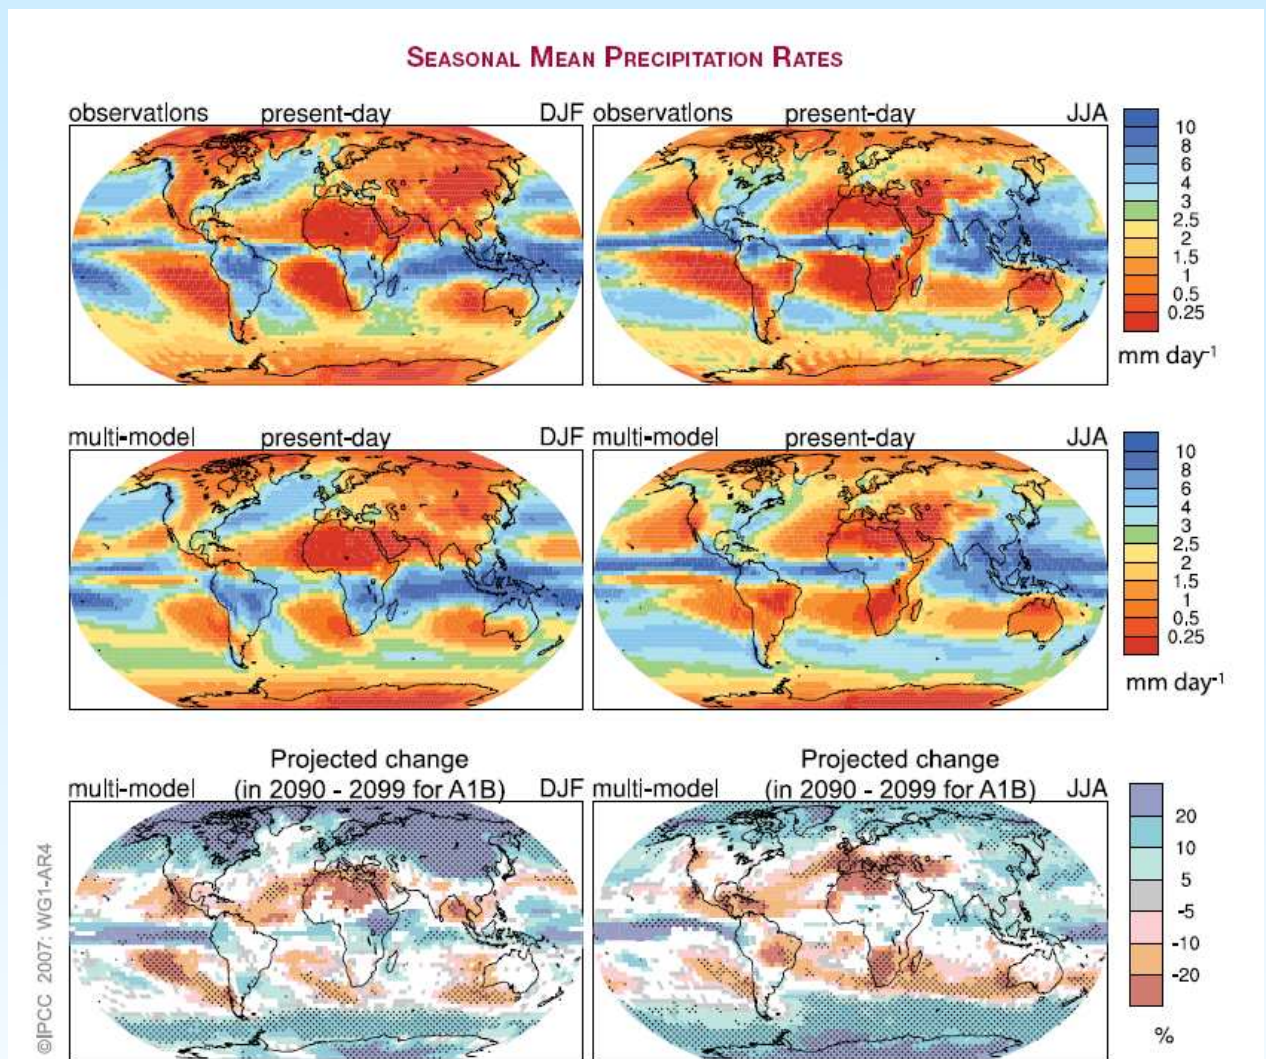 SEASONAL MEAN PRECIPITATION RATES
observations present-day DJF
observations present-day JJA
10
8
6
4
3
2.5
2
1.5
1
0.5
0.25
mm day-1
multi-model present-day DJF
multi-model present-day JJA
10
8
6
4
3
2.5
2
1.5
1
0.5
0.25
mm day-1
Projected change
multi-model (in 2090 - 2099 for A1B) DJF
Projected change
multi-model (in 2090 - 2099 for A1B) JJA
20
10
5
-5
-10
-20
%
©IPCC 2007: WG1-AR4